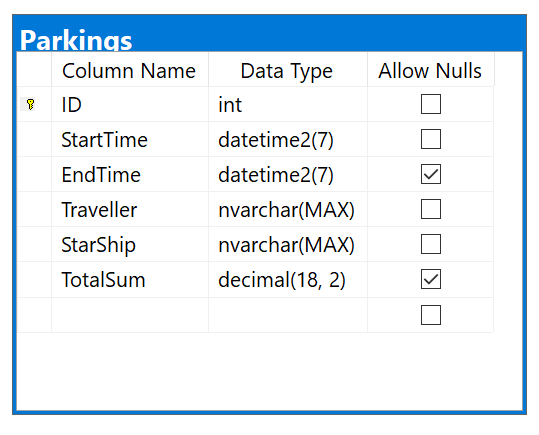 Parkings
Column Name Data Type Allow Nulls
ID int
StartTime datetime2(7)
EndTime datetime2(7)
Traveller nvarchar(MAX)
StarShip nvarchar(MAX)
TotalSum decimal(18, 2)